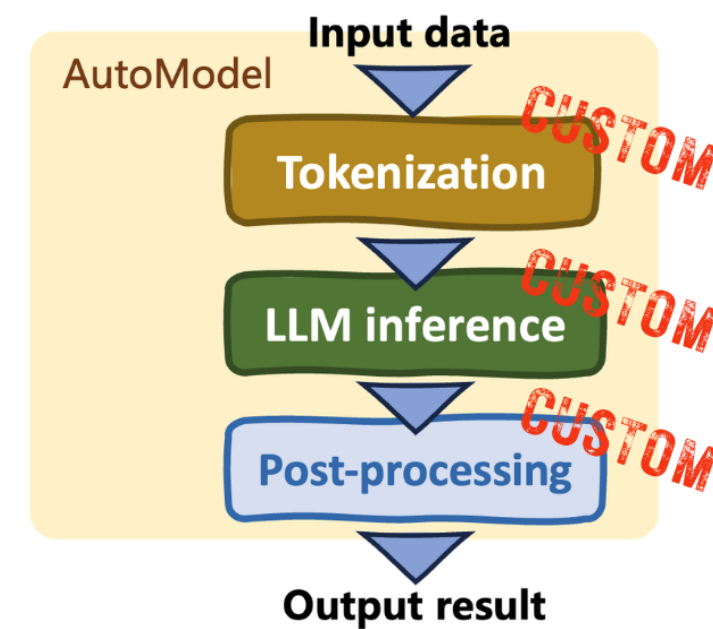 Input data
AutoModel
CUSTOM
Tokenization
CUSTOM
LLM inference
CUSTOM
Post-processing
Output result